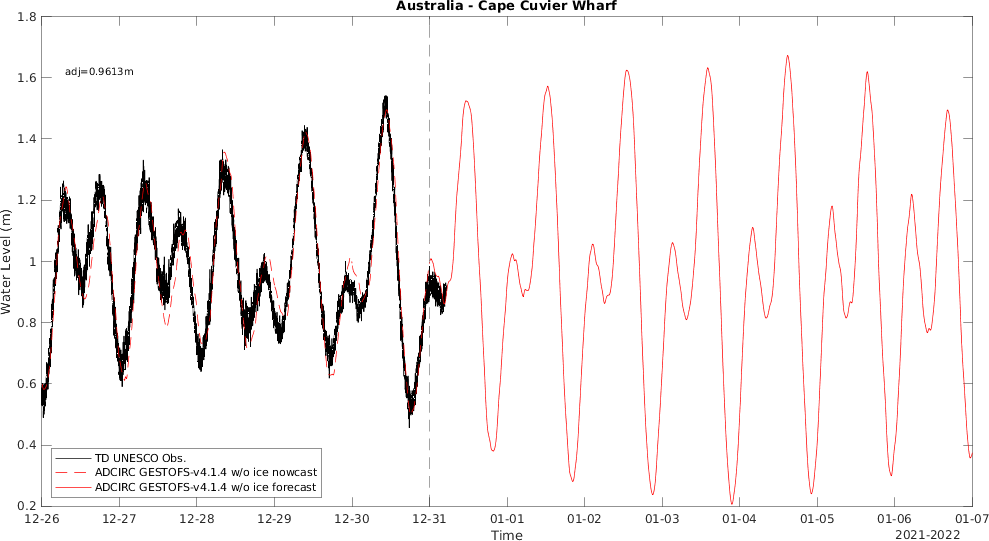 Australia - Cape Cuvier Wharf
1.8
1.6
1.4
1.2
1
0.8
0.6
0.4
0.2
Water Level (m)
adj=0.9613m
TD UNESCO Obs.
ADCIRC GESTOFS-v4.1.4 w/o ice nowcast
ADCIRC GESTOFS-v4.1.4 w/o ice forecast
12-26 12-27 12-28 12-29 12-30 12-31 01-01 01-02 01-03 01-04 01-05 01-06 01-07
Time
2021-2022